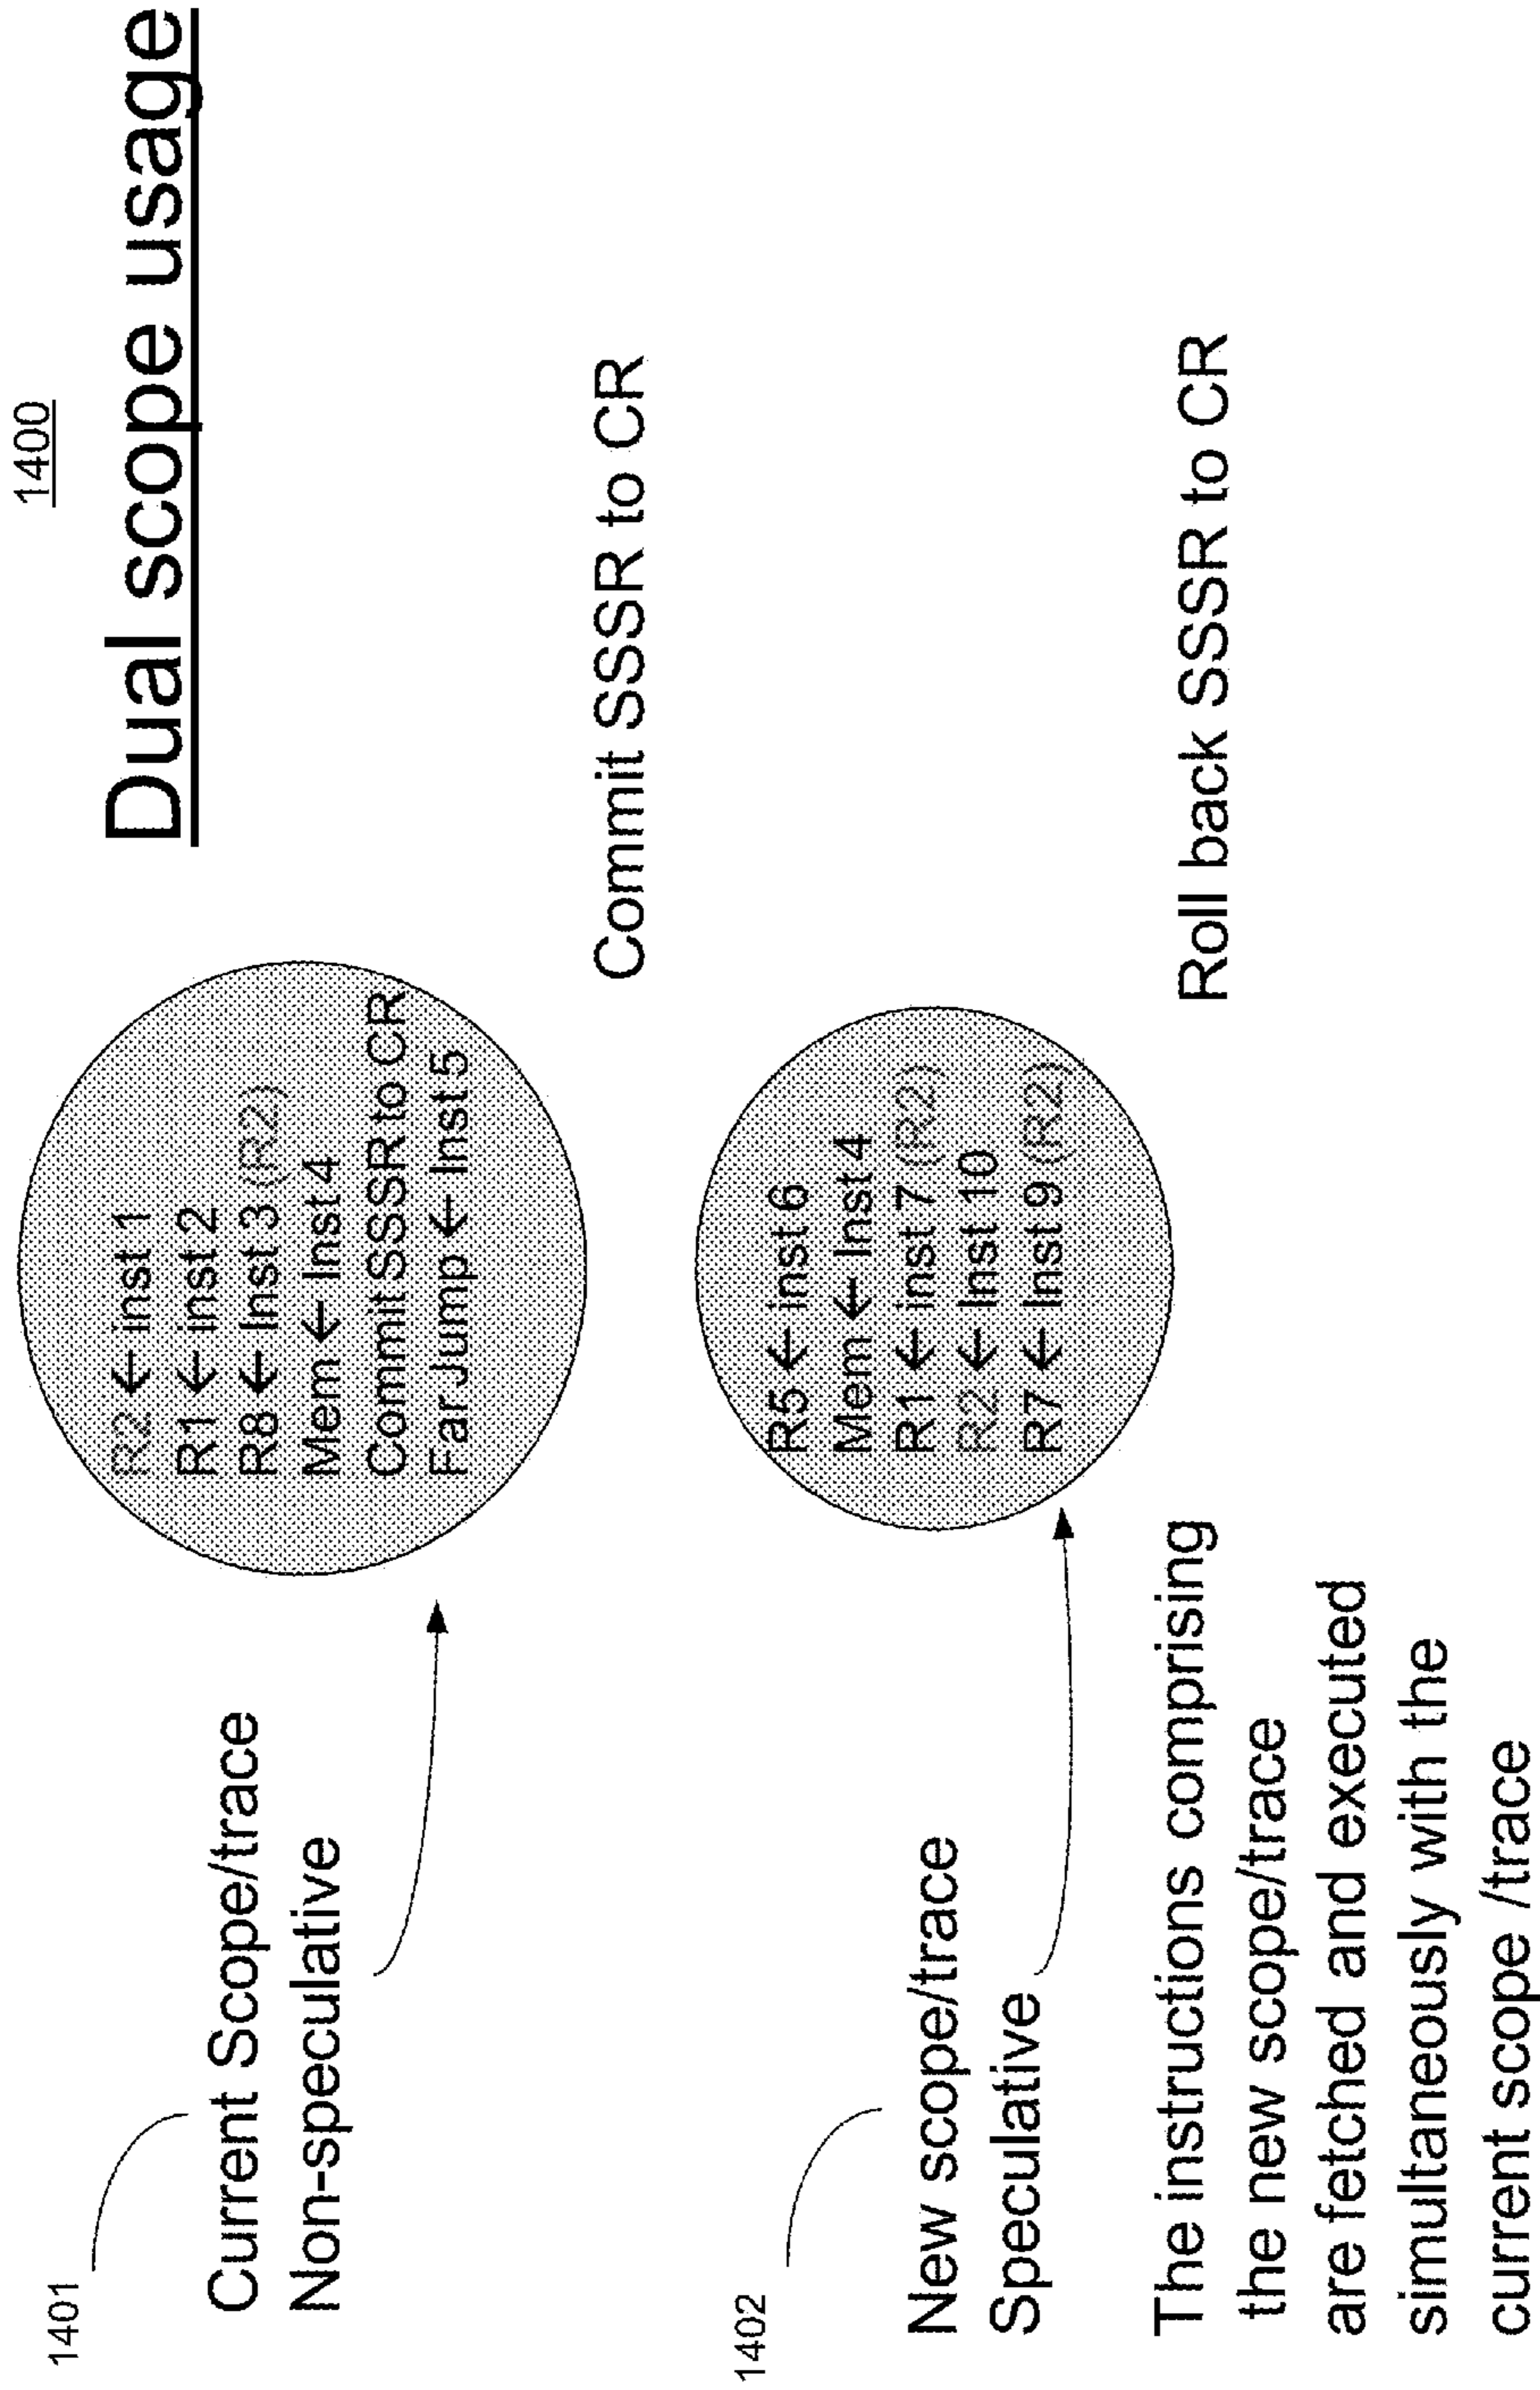 1400
Dual scope usage
1401
Current Scope/trace
Non-speculative
R2 ← inst 1
R1 ← inst 2
R8 ← Inst 3 (R2)
Mem ← Inst 4
Commit SSSR to CR
Far Jump ← Inst 5
Commit SSSR to CR
1402
New scope/trace
Speculative
R5 ← inst 6
Mem ← Inst 4
R1 ← inst 7 (R2)
R2 ← Inst 10
R7 ← Inst 9 (R2)
Roll back SSSR to CR
The instructions comprising
the new scope/trace
are fetched and executed
simultaneously with the
current scope /trace